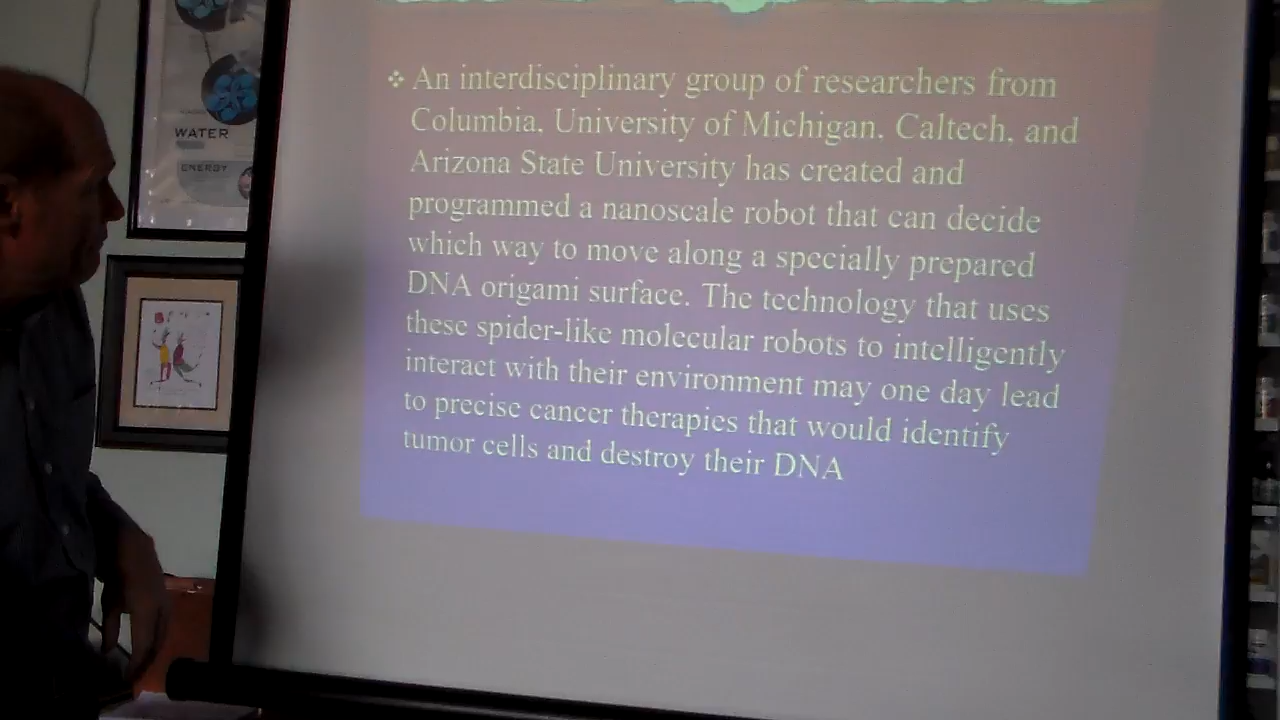 WATER
ENERGY
❖ An interdisciplinary group of researchers from
Columbia, University of Michigan, Caltech, and
Arizona State University has created and
programmed a nanoscale robot that can decide
which way to move along a specially prepared
DNA origami surface. The technology that uses
these spider-like molecular robots to intelligently
interact with their environment may one day lead
to precise cancer therapies that would identify
tumor cells and destroy their DNA